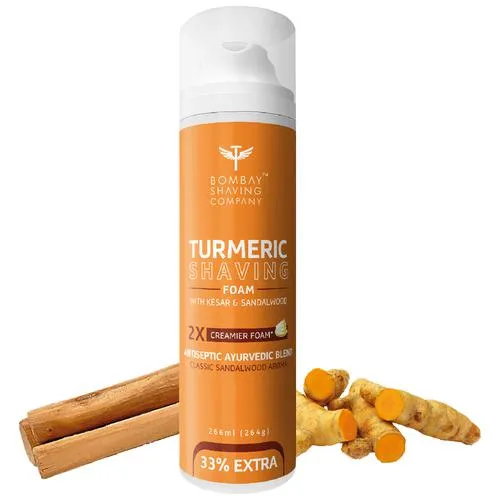 BOMBAY™
SHAVING
COMPANY
TURMERIC
SHAVING
FOAM
WITH KESAR & SANDALWOOD
2X CREAMIER FOAM*
ANTISEPTIC AYURVEDIC BLEND
CLASSIC SANDALWOOD AROMA
266ml (264g)
33% EXTRA